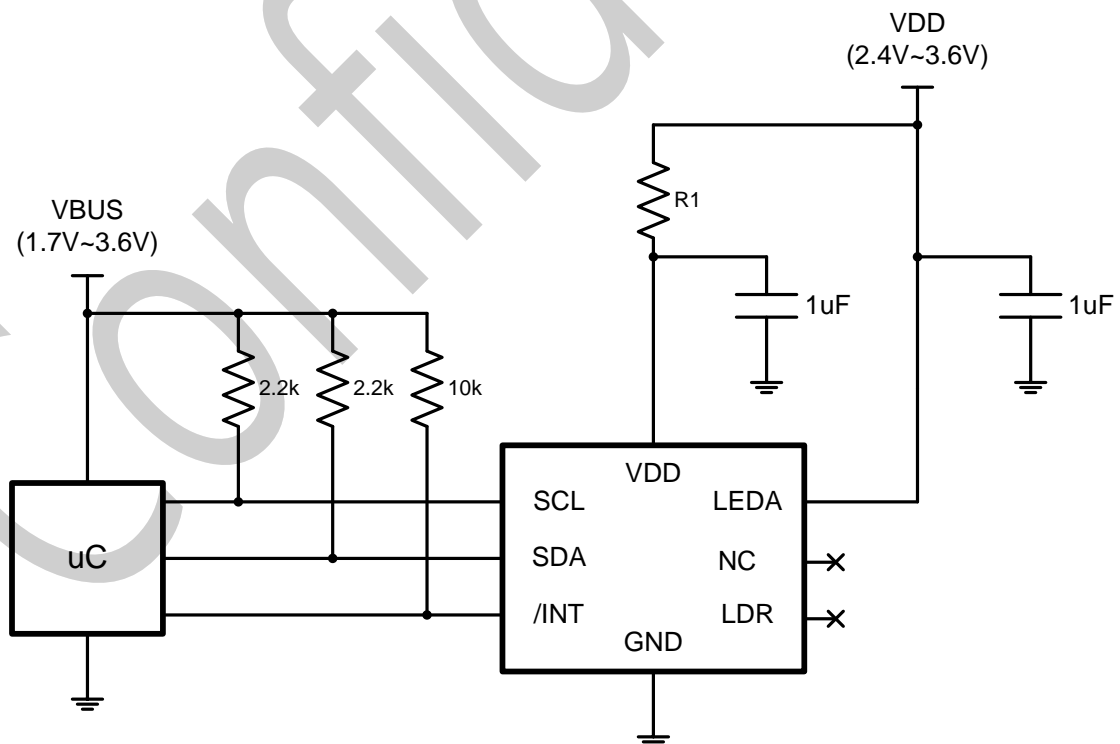 VDD
(2.4V~3.6V)
R1
VBUS
(1.7V~3.6V)
1uF
1uF
2.2k
2.2k
10k
VDD
SCL
LEDA
uC
SDA
NC
/INT
LDR
GND